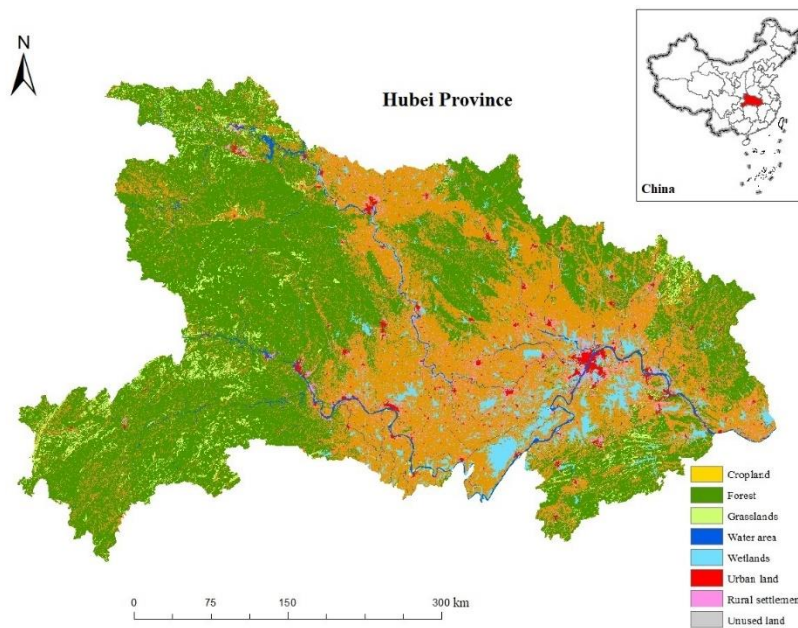 N
Hubei Province
China
Cropland
Forest
Grasslands
Water area
Wetlands
Urban land
Rural settlemen
Unused land
0 75 150 300 km